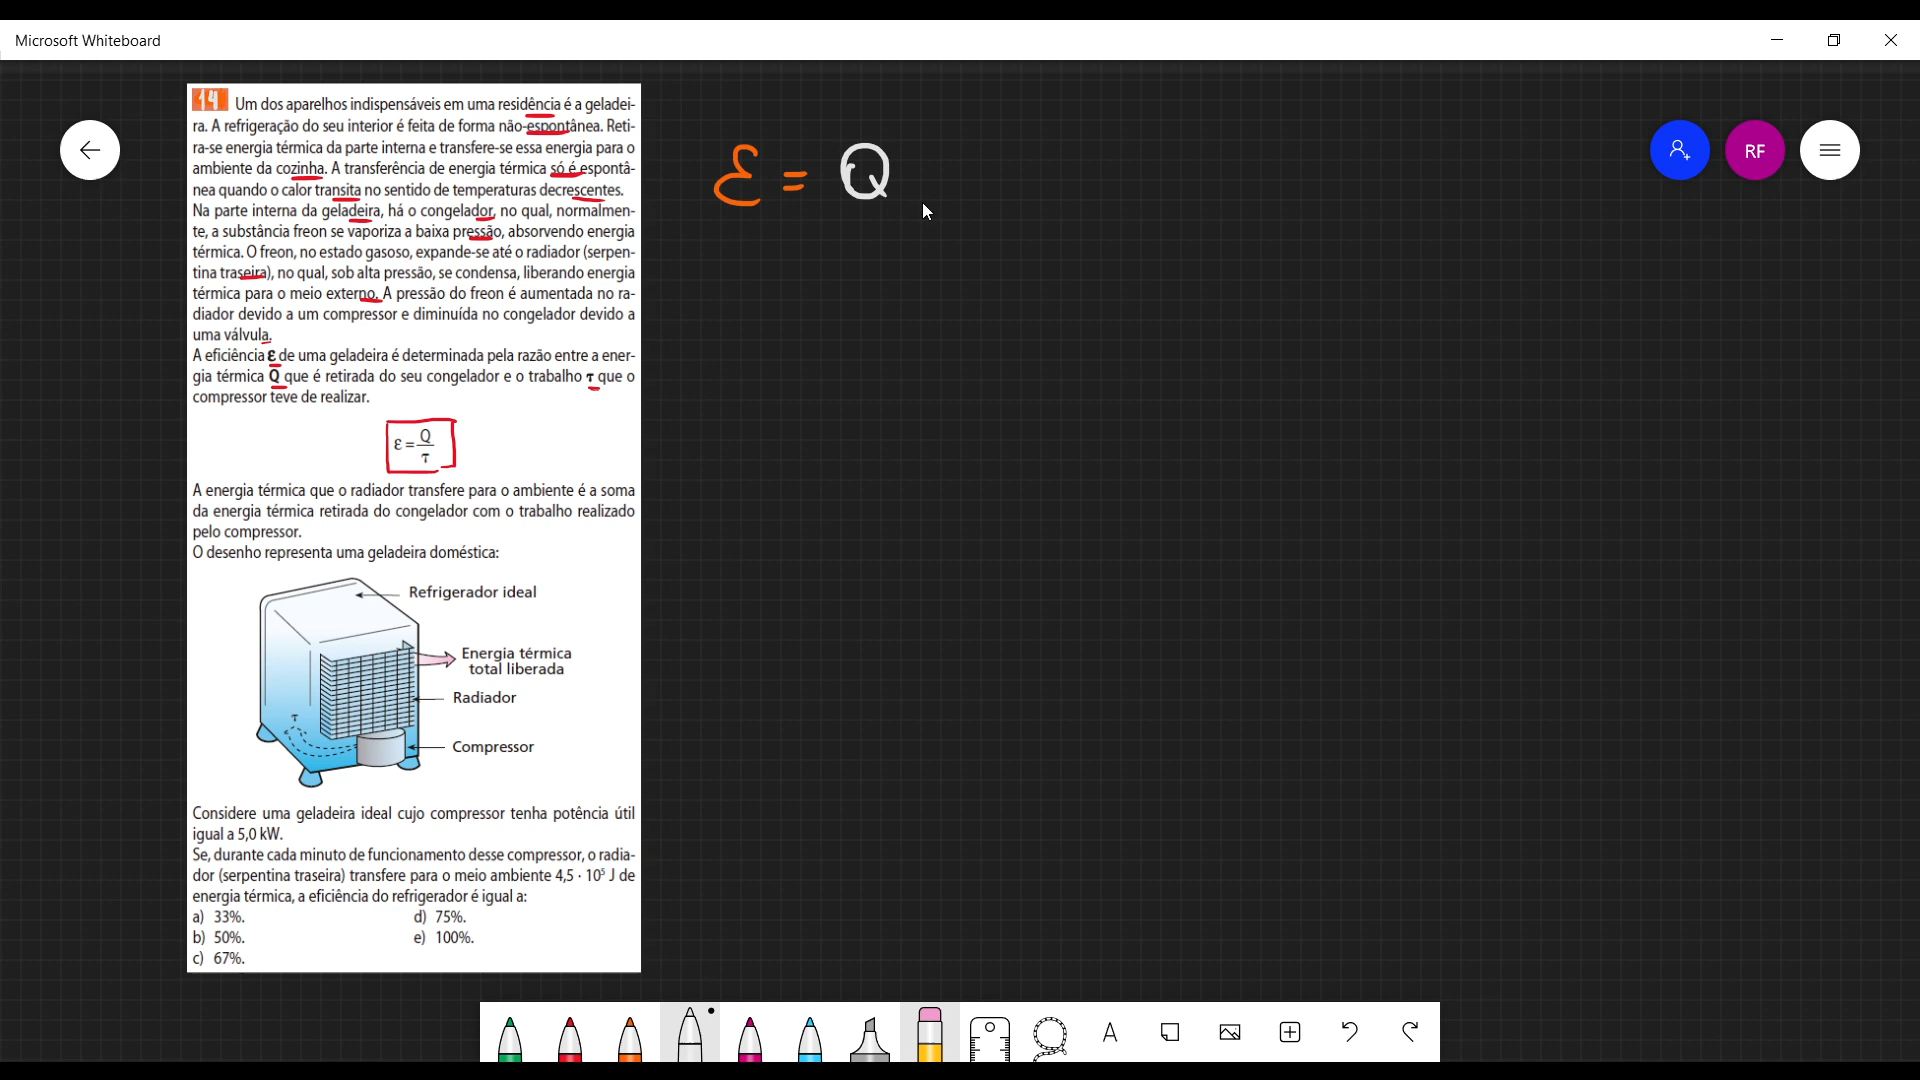 Microsoft Whiteboard
14 Um dos aparelhos indispensáveis em uma residência é a geladei-
ra. A refrigeração do seu interior é feita de forma não-espontânea. Reti-
ra-se energia térmica da parte interna e transfere-se essa energia para o
ambiente da cozinha. A transferência de energia térmica só é espontâ-
nea quando o calor transita no sentido de temperaturas decrescentes.
Na parte interna da geladeira, há o congelador, no qual, normalmen-
te, a substância freon se vaporiza a baixa pressão, absorvendo energia
térmica. O freon, no estado gasoso, expande-se até o radiador (serpen-
tina traseira), no qual, sob alta pressão, se condensa, liberando energia
térmica para o meio externo. A pressão do freon é aumentada no ra-
diador devido a um compressor e diminuída no congelador devido a
uma válvula.
A eficiência ε de uma geladeira é determinada pela razão entre a ener-
gia térmica Q que é retirada do seu congelador e o trabalho τ que o
compressor teve de realizar.
ε = Q
τ
A energia térmica que o radiador transfere para o ambiente é a soma
da energia térmica retirada do congelador com o trabalho realizado
pelo compressor.
O desenho representa uma geladeira doméstica:
Refrigerador ideal
Energia térmica
total liberada
Radiador
τ
Compressor
Considere uma geladeira ideal cujo compressor tenha potência útil
igual a 5,0 kW.
Se, durante cada minuto de funcionamento desse compressor, o radia-
dor (serpentina traseira) transfere para o meio ambiente 4,5 · 10⁵ J de
energia térmica, a eficiência do refrigerador é igual a:
a) 33%. d) 75%.
b) 50%. e) 100%.
c) 67%.
ε = Q
RF
A